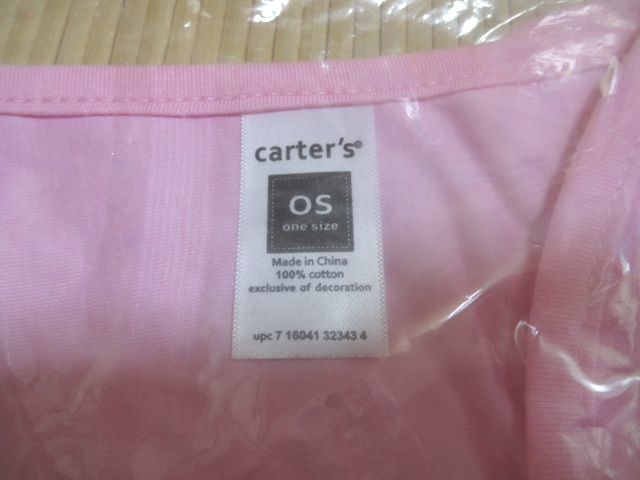 carter's®
OS
one size
Made in China
100% cotton
exclusive of decoration
upc 7 16041 32343 4